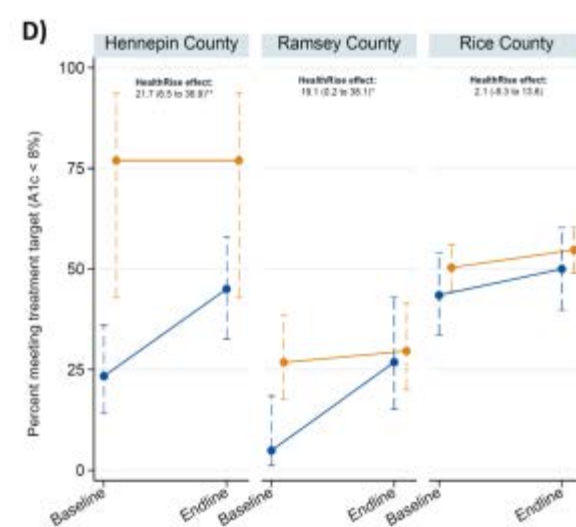 D)
Hennepin County Ramsey County Rice County
HealthRise effect: HealthRise effect: HealthRise effect:
21.7 (6.5 to 36.9)** 19.1 (0.2 to 38.1)* 2.1 (-9.3 to 13.6)
Percent meeting treatment target (A1c < 8%)
100
75
50
25
0
Baseline Endline Baseline Endline Baseline Endline